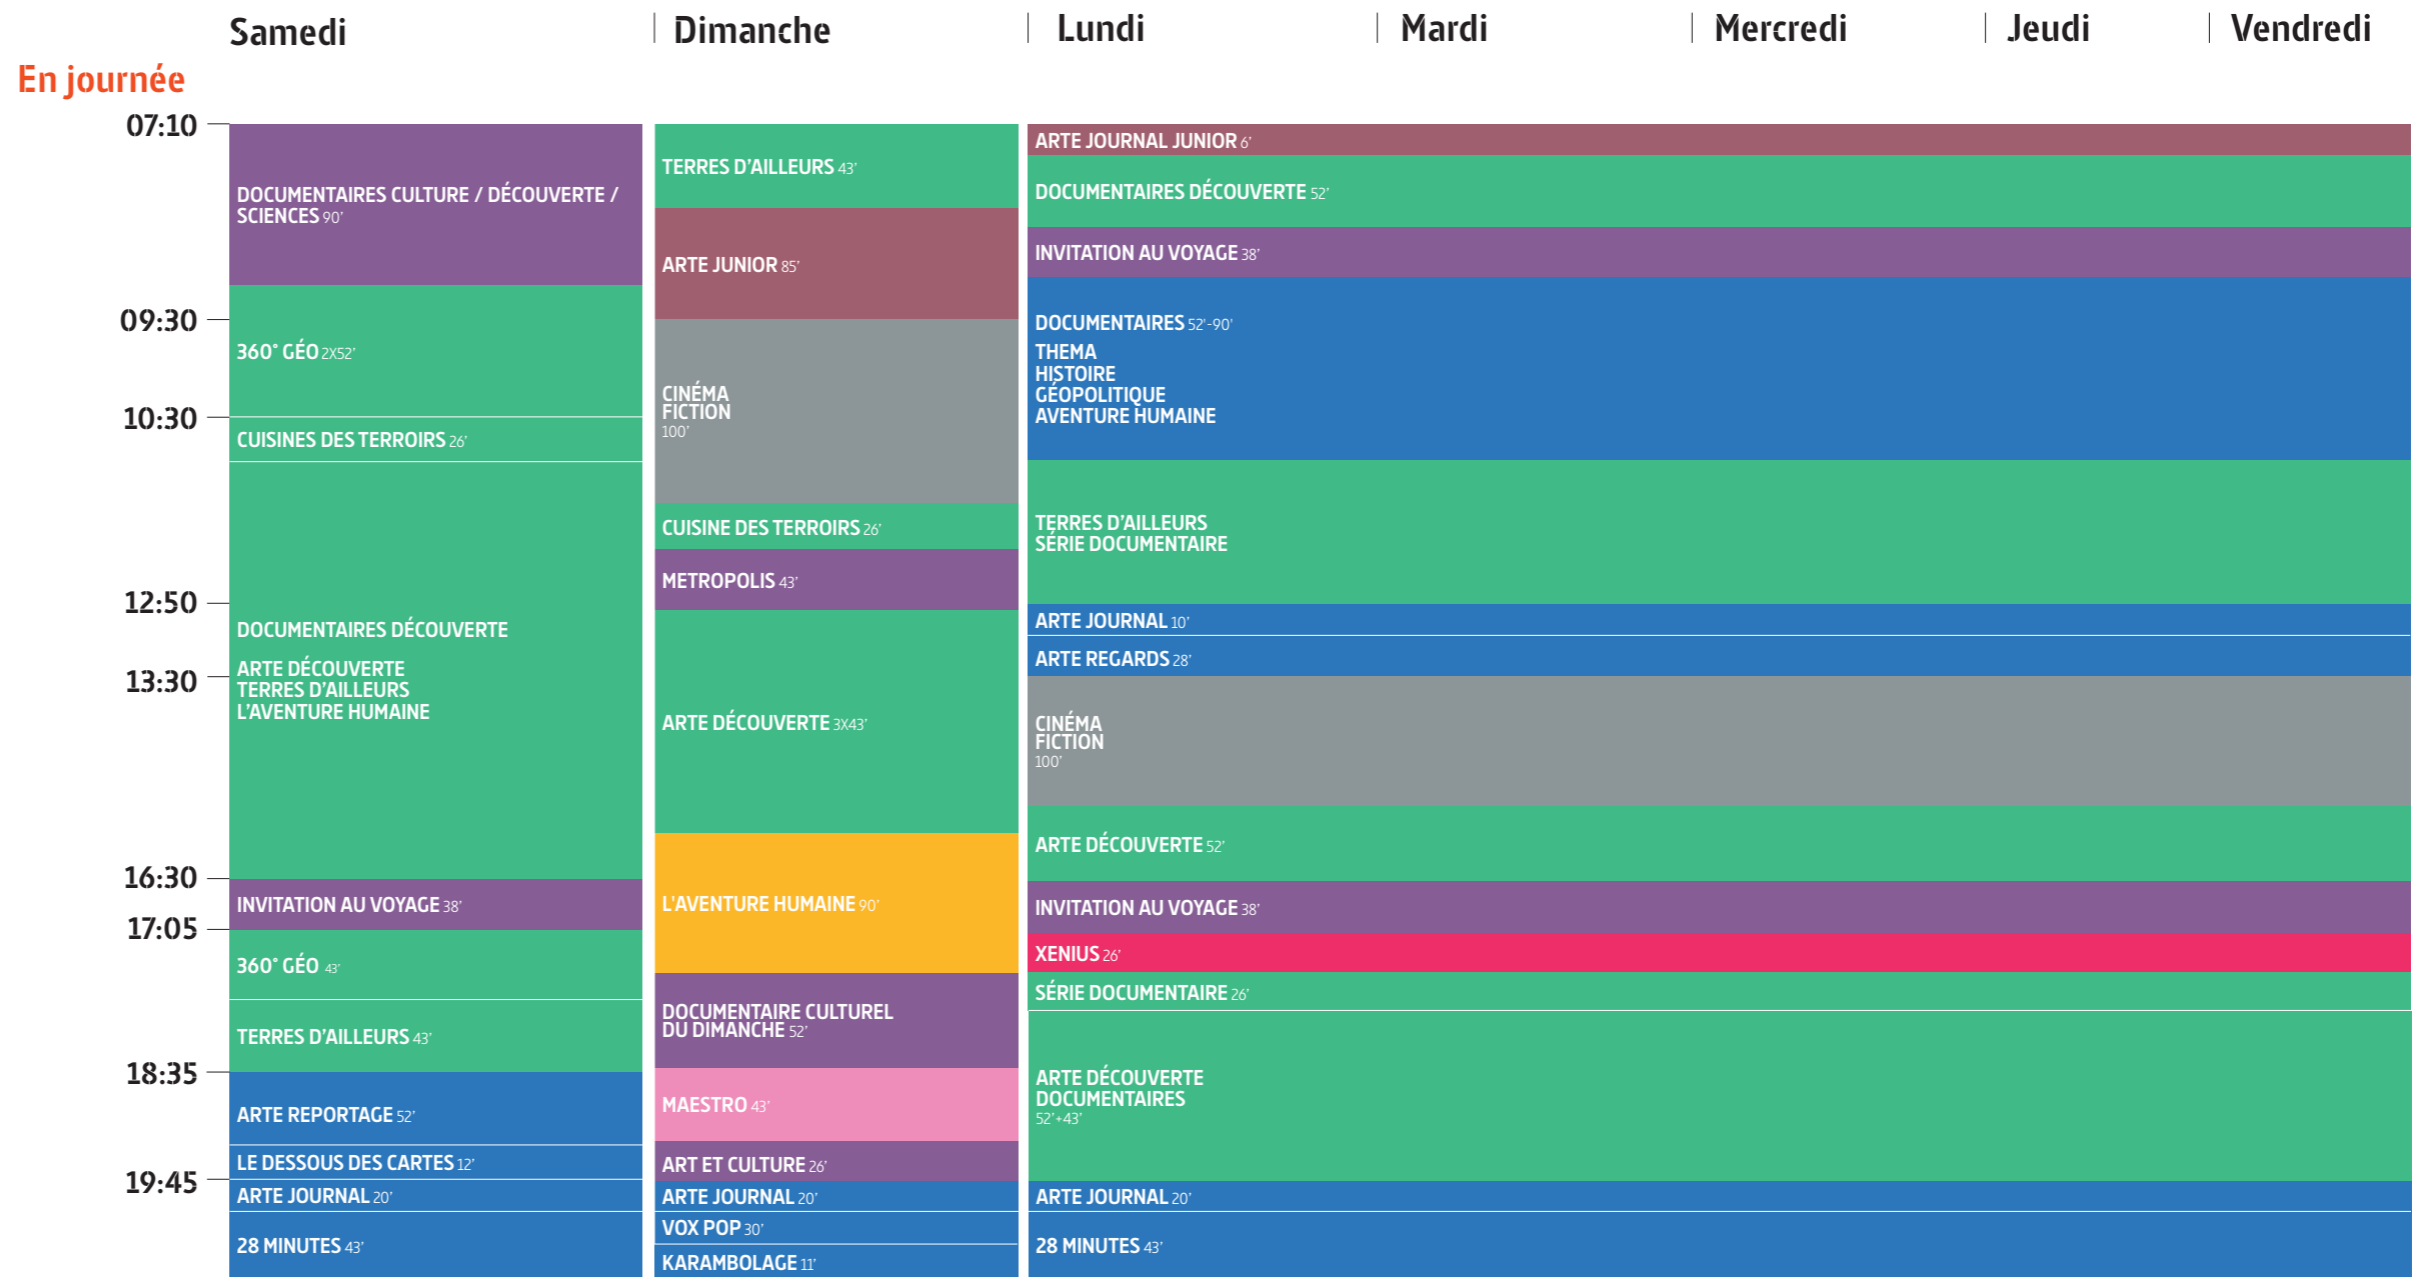 Samedi
Dimanche
Lundi
Mardi
Mercredi
Jeudi
Vendredi
En journée
07:10
09:30
10:30
12:50
13:30
16:30
17:05
18:35
19:45
DOCUMENTAIRES CULTURE / DÉCOUVERTE /
SCIENCES 90'
360° GÉO 2X52'
CUISINES DES TERROIRS 26'
DOCUMENTAIRES DÉCOUVERTE
ARTE DÉCOUVERTE
TERRES D'AILLEURS
L'AVENTURE HUMAINE
INVITATION AU VOYAGE 38'
360° GÉO 43'
TERRES D'AILLEURS 43'
ARTE REPORTAGE 52'
LE DESSOUS DES CARTES 12'
ARTE JOURNAL 20'
28 MINUTES 43'
TERRES D'AILLEURS 43'
ARTE JUNIOR 85'
CINÉMA
FICTION
100'
CUISINE DES TERROIRS 26'
METROPOLIS 43'
ARTE DÉCOUVERTE 3X43'
L'AVENTURE HUMAINE 90'
DOCUMENTAIRE CULTUREL
DU DIMANCHE 52'
MAESTRO 43'
ART ET CULTURE 26'
ARTE JOURNAL 20'
VOX POP 30'
KARAMBOLAGE 11'
ARTE JOURNAL JUNIOR 6'
DOCUMENTAIRES DÉCOUVERTE 52'
INVITATION AU VOYAGE 38'
DOCUMENTAIRES 52'-90'
THEMA
HISTOIRE
GÉOPOLITIQUE
AVENTURE HUMAINE
TERRES D'AILLEURS
SÉRIE DOCUMENTAIRE
ARTE JOURNAL 10'
ARTE REGARDS 28'
CINÉMA
FICTION
100'
ARTE DÉCOUVERTE 52'
INVITATION AU VOYAGE 38'
XENIUS 26'
SÉRIE DOCUMENTAIRE 26'
ARTE DÉCOUVERTE
DOCUMENTAIRES
52'+43'
ARTE JOURNAL 20'
28 MINUTES 43'